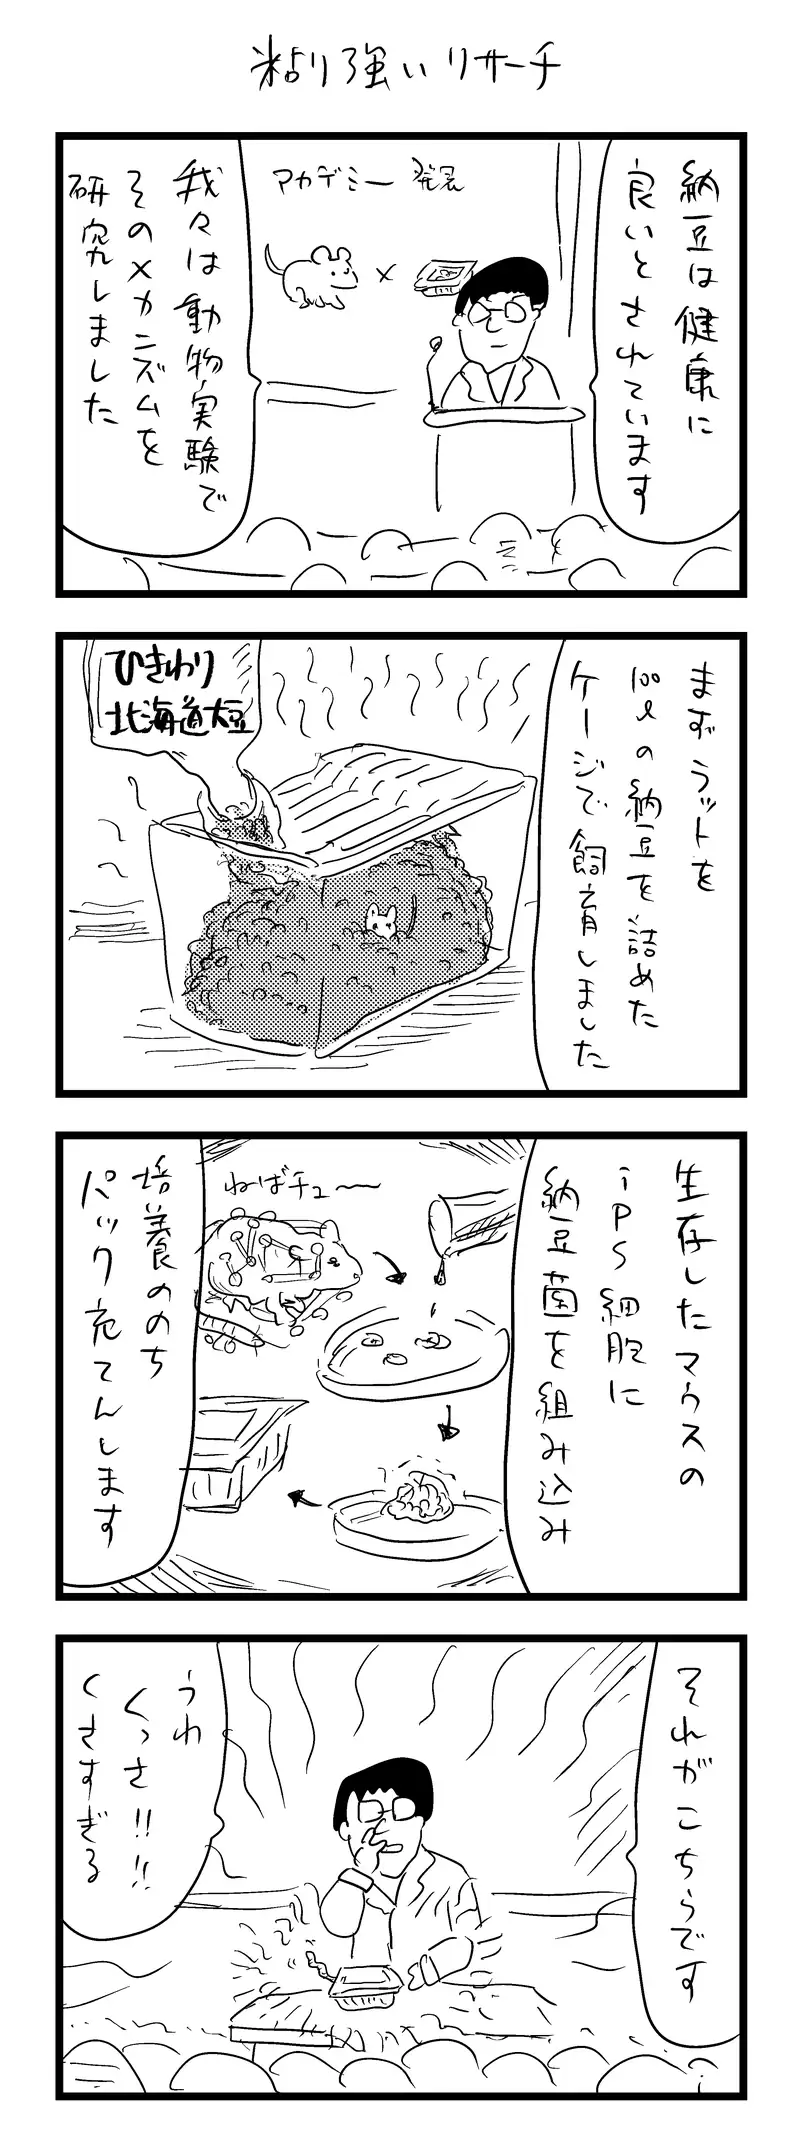 粘り強いリサーチ
納豆は健康に
良いとされています
アカデミー発表
×
我々は動物実験で
そのメカニズムを
研究しました
まずラットを
100ℓの納豆を詰めた
ケージで飼育しました
ひきわり
北海道大豆
生存したマウスの
iPS細胞に
納豆菌を組み込み
ねばチュ〜
培養ののち
パック充てんします
それがこちらです
うわ
くっさ!!!!
くさすぎる